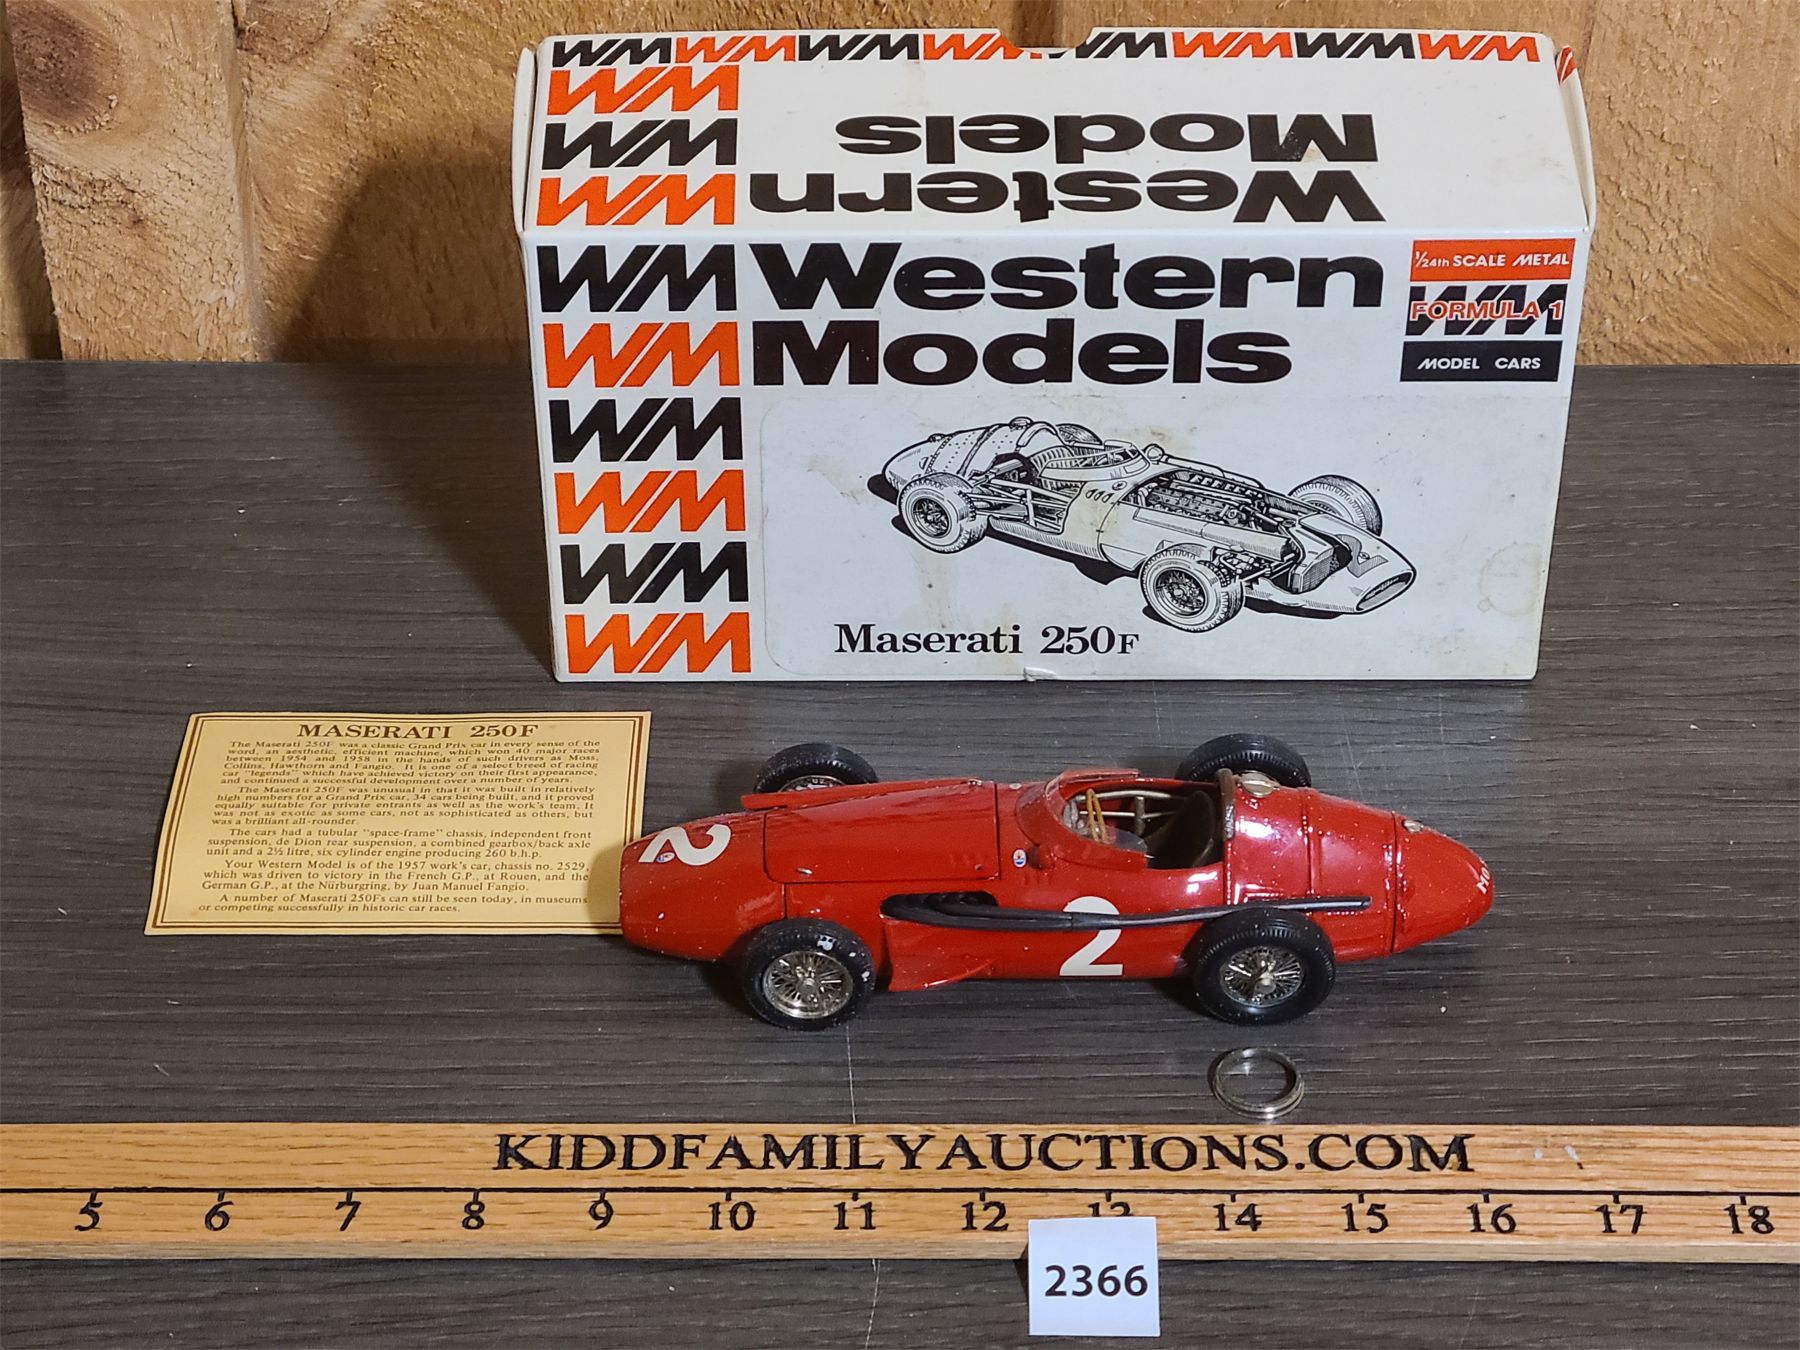 WM WM WM WM WM WM WM WM
WM
WM
WM
Western
Models
WM Western
WM Models
WM
WM
WM
WM
1/24th SCALE METAL
WM
FORMULA 1
MODEL CARS
Maserati 250F
MASERATI 250F
The Maserati 250F was a classic Grand Prix car in every sense of the
word, an aesthetic, efficient machine, which won 40 major races
between 1954 and 1958 in the hands of such drivers as Moss,
Collins, Hawthorn and Fangio. It is one of a select breed of racing
car "legends" which have achieved victory on their first appearance,
and continued a successful development over a number of years.
The Maserati 250F was unusual in that it was built in relatively
high numbers for a Grand Prix car, 34 cars being built, and it proved
equally suitable for private entrants as well as the work's team. It
was not as exotic as some cars, not as sophisticated as others, but
was a brilliant all-rounder.
The cars had a tubular "space-frame" chassis, independent front
suspension, de Dion rear suspension, a combined gearbox/back axle
unit and a 2½ litre, six cylinder engine producing 260 b.h.p.
Your Western Model is of the 1957 work's car, chassis no. 2529,
which was driven to victory in the French G.P., at Rouen, and the
German G.P., at the Nürburgring, by Juan Manuel Fangio.
A number of Maserati 250Fs can still be seen today, in museums
or competing successfully in historic car races.
2
2
KIDDFAMILYAUCTIONS.COM
5 6 7 8 9 10 11 12 13 14 15 16 17 18
2366